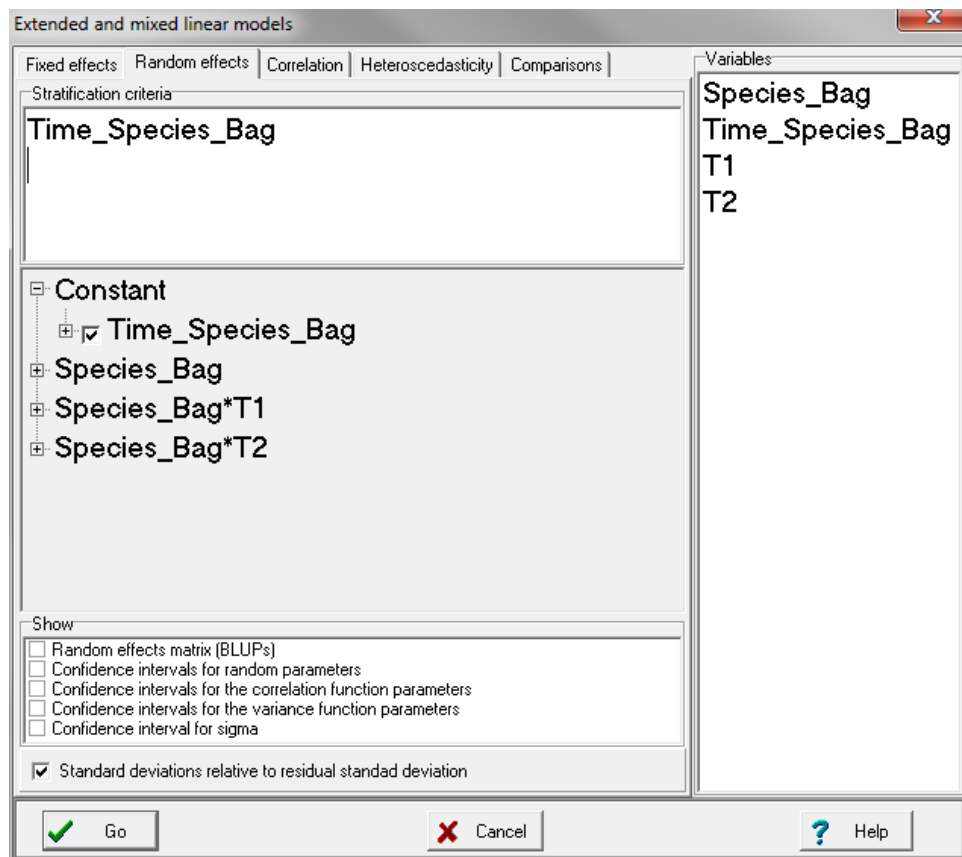 Extended and mixed linear models
x
Fixed effects Random effects Correlation Heteroscedasticity Comparisons
Stratification criteria
Time_Species_Bag
Constant
Time_Species_Bag
Species_Bag
Species_Bag*T1
Species_Bag*T2
Show
Random effects matrix (BLUPs)
Confidence intervals for random parameters
Confidence intervals for the correlation function parameters
Confidence intervals for the variance function parameters
Confidence interval for sigma
Standard deviations relative to residual standad deviation
Variables
Species_Bag
Time_Species_Bag
T1
T2
Go
Cancel
? Help